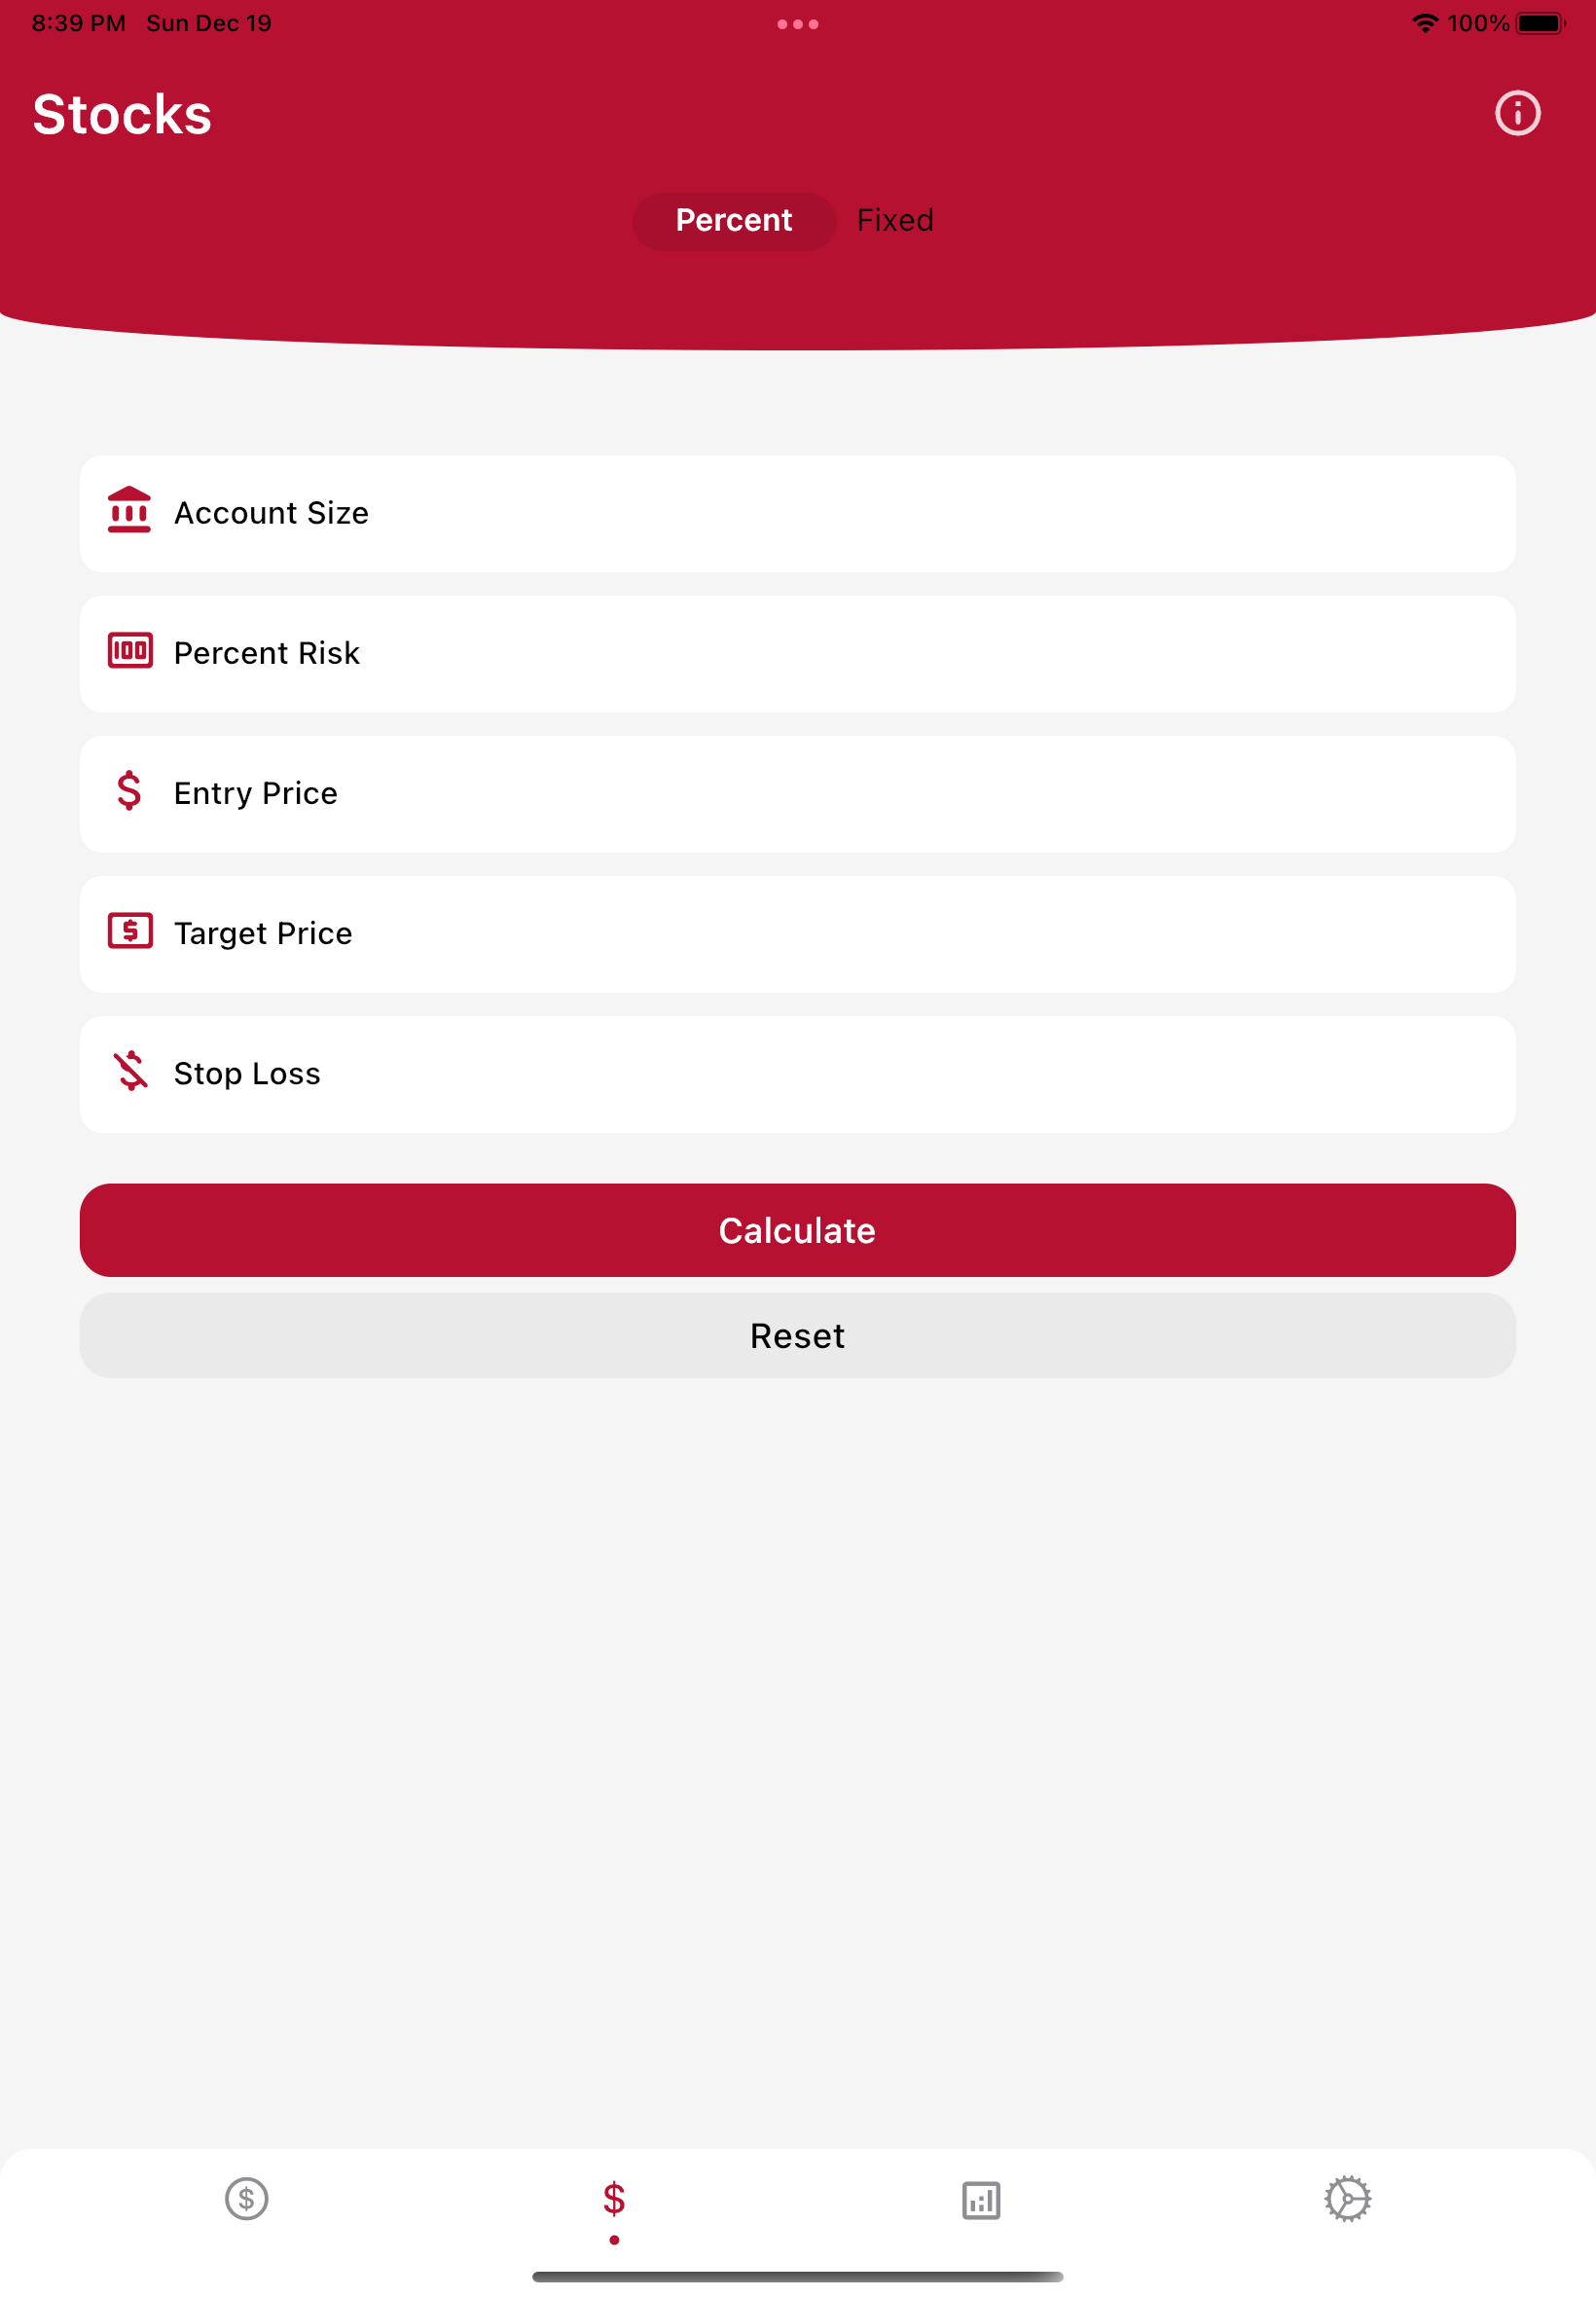 8:39 PM Sun Dec 19 100%
Stocks
Percent Fixed
Account Size
Percent Risk
Entry Price
Target Price
Stop Loss
Calculate
Reset